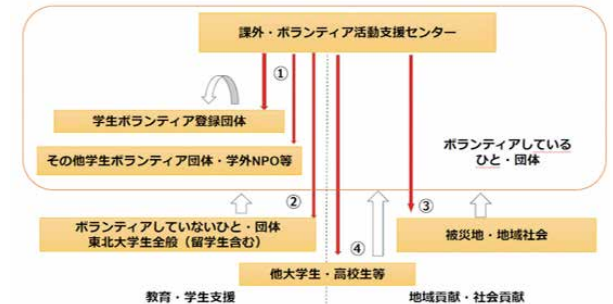 課外・ボランティア活動支援センター
①
学生ボランティア登録団体
その他学生ボランティア団体・学外NPO等
ボランティアしている
ひと・団体
②
③
ボランティアしていないひと・団体
東北大学生全般（留学生含む）
被災地・地域社会
④
他大学生・高校生等
教育・学生支援
地域貢献・社会貢献